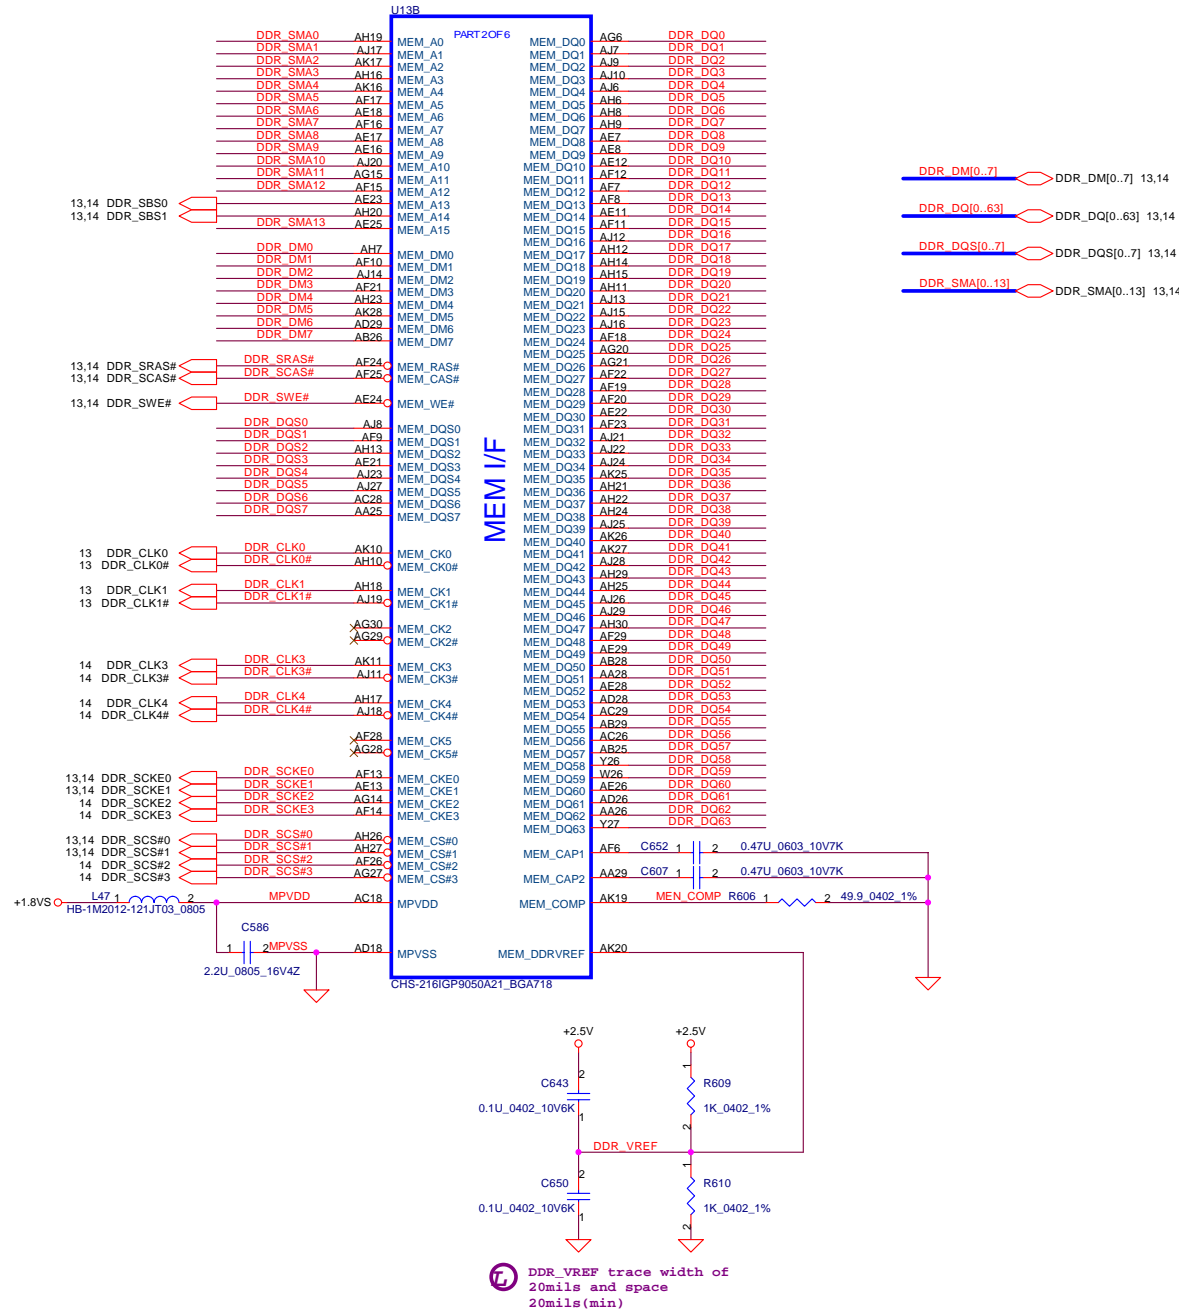 U13B
PART 2 OF 6
DDR_SMA0 AH19 MEM_A0 MEM_DQ0 AG6 DDR_DQ0
DDR_SMA1 AJ17 MEM_A1 MEM_DQ1 AJ7 DDR_DQ1
DDR_SMA2 AK17 MEM_A2 MEM_DQ2 AJ9 DDR_DQ2
DDR_SMA3 AH16 MEM_A3 MEM_DQ3 AJ10 DDR_DQ3
DDR_SMA4 AK16 MEM_A4 MEM_DQ4 AJ6 DDR_DQ4
DDR_SMA5 AF17 MEM_A5 MEM_DQ5 AH6 DDR_DQ5
DDR_SMA6 AE18 MEM_A6 MEM_DQ6 AH8 DDR_DQ6
DDR_SMA7 AF16 MEM_A7 MEM_DQ7 AH9 DDR_DQ7
DDR_SMA8 AE17 MEM_A8 MEM_DQ8 AE7 DDR_DQ8
DDR_SMA9 AE16 MEM_A9 MEM_DQ9 AE8 DDR_DQ9
DDR_SMA10 AJ20 MEM_A10 MEM_DQ10 AE12 DDR_DQ10
DDR_SMA11 AG15 MEM_A11 MEM_DQ11 AF12 DDR_DQ11 DDR_DM[0..7] DDR_DM[0..7] 13,14
DDR_SMA12 AF15 MEM_A12 MEM_DQ12 AF7 DDR_DQ12
13,14 DDR_SBS0 AE23 MEM_A13 MEM_DQ13 AF8 DDR_DQ13
13,14 DDR_SBS1 AH20 MEM_A14 MEM_DQ14 AE11 DDR_DQ14 DDR_DQ[0..63] DDR_DQ[0..63] 13,14
DDR_SMA13 AE25 MEM_A15 MEM_DQ15 AF11 DDR_DQ15
MEM_DQ16 AJ12 DDR_DQ16
DDR_DM0 AH7 MEM_DM0 MEM_DQ17 AH12 DDR_DQ17 DDR_DQS[0..7] DDR_DQS[0..7] 13,14
DDR_DM1 AF10 MEM_DM1 MEM_DQ18 AH14 DDR_DQ18
DDR_DM2 AJ14 MEM_DM2 MEM_DQ19 AH15 DDR_DQ19
DDR_DM3 AF21 MEM_DM3 MEM_DQ20 AH11 DDR_DQ20 DDR_SMA[0..13] DDR_SMA[0..13] 13,14
DDR_DM4 AH23 MEM_DM4 MEM_DQ21 AJ13 DDR_DQ21
DDR_DM5 AK28 MEM_DM5 MEM_DQ22 AJ15 DDR_DQ22
DDR_DM6 AD29 MEM_DM6 MEM_DQ23 AJ16 DDR_DQ23
DDR_DM7 AB26 MEM_DM7 MEM_DQ24 AF18 DDR_DQ24
MEM_DQ25 AG20 DDR_DQ25
13,14 DDR_SRAS# DDR_SRAS# AF24 MEM_RAS# MEM_DQ26 AG21 DDR_DQ26
13,14 DDR_SCAS# DDR_SCAS# AF25 MEM_CAS# MEM_DQ27 AF22 DDR_DQ27
MEM_DQ28 AF19 DDR_DQ28
13,14 DDR_SWE# DDR_SWE# AE24 MEM_WE# MEM_DQ29 AF20 DDR_DQ29
MEM_DQ30 AE22 DDR_DQ30
DDR_DQS0 AJ8 MEM_DQS0 MEM_DQ31 AF23 DDR_DQ31
DDR_DQS1 AF9 MEM_DQS1 MEM_DQ32 AJ21 DDR_DQ32
DDR_DQS2 AH13 MEM_DQS2 MEM_DQ33 AJ22 DDR_DQ33
DDR_DQS3 AE21 MEM_DQS3 MEM_DQ34 AJ24 DDR_DQ34
DDR_DQS4 AJ23 MEM_DQS4 MEM_DQ35 AK25 DDR_DQ35
DDR_DQS5 AJ27 MEM_DQS5 MEM_DQ36 AH21 DDR_DQ36
DDR_DQS6 AC28 MEM_DQS6 MEM_DQ37 AH22 DDR_DQ37
DDR_DQS7 AA25 MEM_DQS7 MEM_DQ38 AH24 DDR_DQ38
MEM I/F
MEM_DQ39 AJ25 DDR_DQ39
MEM_DQ40 AK26 DDR_DQ40
13 DDR_CLK0 DDR_CLK0 AK10 MEM_CK0 MEM_DQ41 AK27 DDR_DQ41
13 DDR_CLK0# DDR_CLK0# AH10 MEM_CK0# MEM_DQ42 AJ28 DDR_DQ42
MEM_DQ43 AH29 DDR_DQ43
13 DDR_CLK1 DDR_CLK1 AH18 MEM_CK1 MEM_DQ44 AH25 DDR_DQ44
13 DDR_CLK1# DDR_CLK1# AJ19 MEM_CK1# MEM_DQ45 AJ26 DDR_DQ45
MEM_DQ46 AJ29 DDR_DQ46
AG30 MEM_CK2 MEM_DQ47 AH30 DDR_DQ47
AG29 MEM_CK2# MEM_DQ48 AF29 DDR_DQ48
MEM_DQ49 AE29 DDR_DQ49
14 DDR_CLK3 DDR_CLK3 AK11 MEM_CK3 MEM_DQ50 AB28 DDR_DQ50
14 DDR_CLK3# DDR_CLK3# AJ11 MEM_CK3# MEM_DQ51 AA28 DDR_DQ51
MEM_DQ52 AE28 DDR_DQ52
14 DDR_CLK4 DDR_CLK4 AH17 MEM_CK4 MEM_DQ53 AD28 DDR_DQ53
14 DDR_CLK4# DDR_CLK4# AJ18 MEM_CK4# MEM_DQ54 AC29 DDR_DQ54
MEM_DQ55 AB29 DDR_DQ55
AF28 MEM_CK5 MEM_DQ56 AC26 DDR_DQ56
AG28 MEM_CK5# MEM_DQ57 AB25 DDR_DQ57
MEM_DQ58 Y26 DDR_DQ58
13,14 DDR_SCKE0 DDR_SCKE0 AF13 MEM_CKE0 MEM_DQ59 W26 DDR_DQ59
13,14 DDR_SCKE1 DDR_SCKE1 AE13 MEM_CKE1 MEM_DQ60 AE26 DDR_DQ60
14 DDR_SCKE2 DDR_SCKE2 AG14 MEM_CKE2 MEM_DQ61 AD26 DDR_DQ61
14 DDR_SCKE3 DDR_SCKE3 AF14 MEM_CKE3 MEM_DQ62 AA26 DDR_DQ62
MEM_DQ63 Y27 DDR_DQ63
13,14 DDR_SCS#0 DDR_SCS#0 AH26 MEM_CS#0
13,14 DDR_SCS#1 DDR_SCS#1 AH27 MEM_CS#1 MEM_CAP1 AF6 C652 1 2 0.47U_0603_10V7K
14 DDR_SCS#2 DDR_SCS#2 AF26 MEM_CS#2
14 DDR_SCS#3 DDR_SCS#3 AG27 MEM_CS#3 MEM_CAP2 AA29 C607 1 2 0.47U_0603_10V7K
+1.8VS L47 1 2 MPVDD AC18 MPVDD MEM_COMP AK19 MEN_COMP R606 1 2 49.9_0402_1%
HB-1M2012-121JT03_0805
C586
1 2 MPVSS AD18 MPVSS MEM_DDRVREF AK20
2.2U_0805_16V4Z
CHS-216IGP9050A21_BGA718
+2.5V +2.5V
2 1
C643 R609
0.1U_0402_10V6K 1K_0402_1%
1 2
DDR_VREF
2 1
C650 R610
0.1U_0402_10V6K 1K_0402_1%
1 2
L DDR_VREF trace width of
20mils and space
20mils(min)